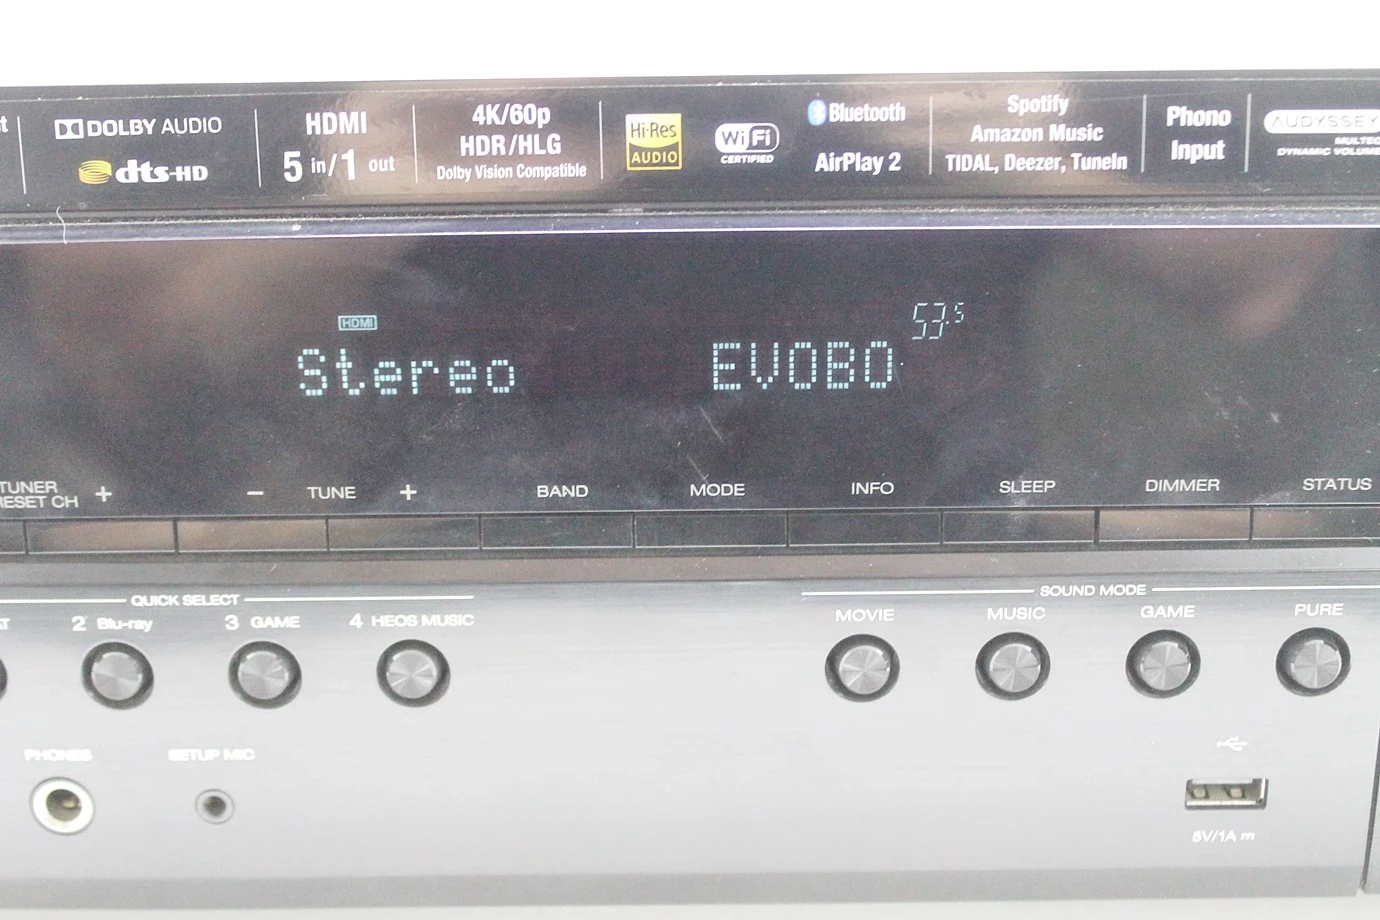 DOLBY AUDIO
dts-HD
HDMI
5 in/1 out
4K/60p
HDR/HLG
Dolby Vision Compatible
Hi-Res
AUDIO
Wi Fi
CERTIFIED
Bluetooth
AirPlay 2
Spotify
Amazon Music
TIDAL, Deezer, TuneIn
Phono
Input
AUDYSSEY
DYNAMIC VOLUME
HDMI
53.5
Stereo EVOBO
TUNER
+ − TUNE + BAND MODE INFO SLEEP DIMMER STATUS
CH
QUICK SELECT
2 Blu-ray 3 GAME 4 HEOS MUSIC
SOUND MODE
MOVIE MUSIC GAME PURE
PHONES SETUP MIC
5V/1A